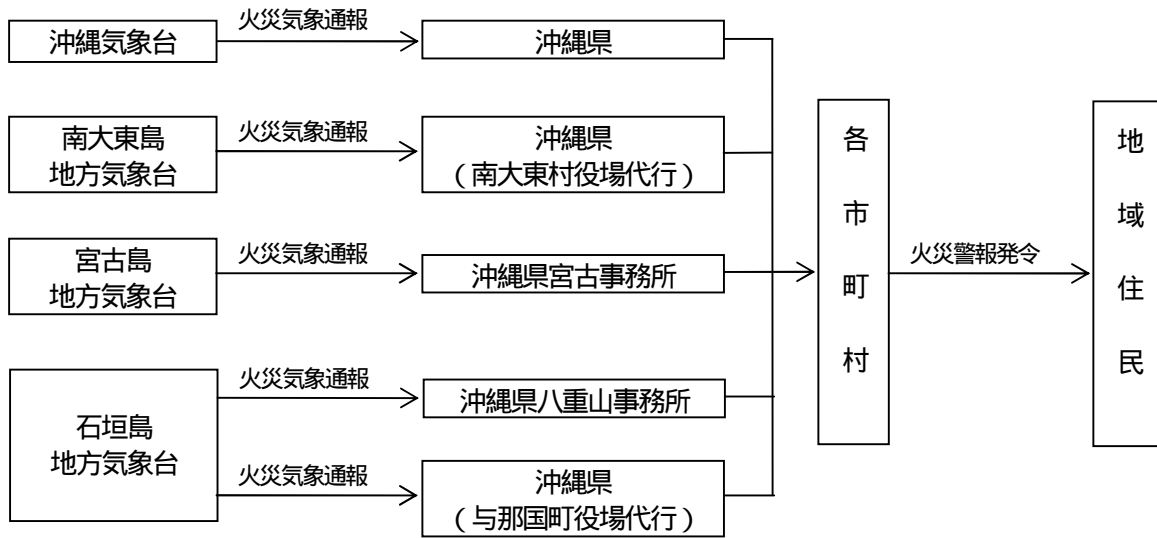 沖縄気象台
火災気象通報
沖縄県
南大東島
地方気象台
火災気象通報
沖縄県
（南大東村役場代行）
宮古島
地方気象台
火災気象通報
沖縄県宮古事務所
石垣島
地方気象台
火災気象通報
沖縄県八重山事務所
火災気象通報
沖縄県
（与那国町役場代行）
各市町村
火災警報発令
地域住民